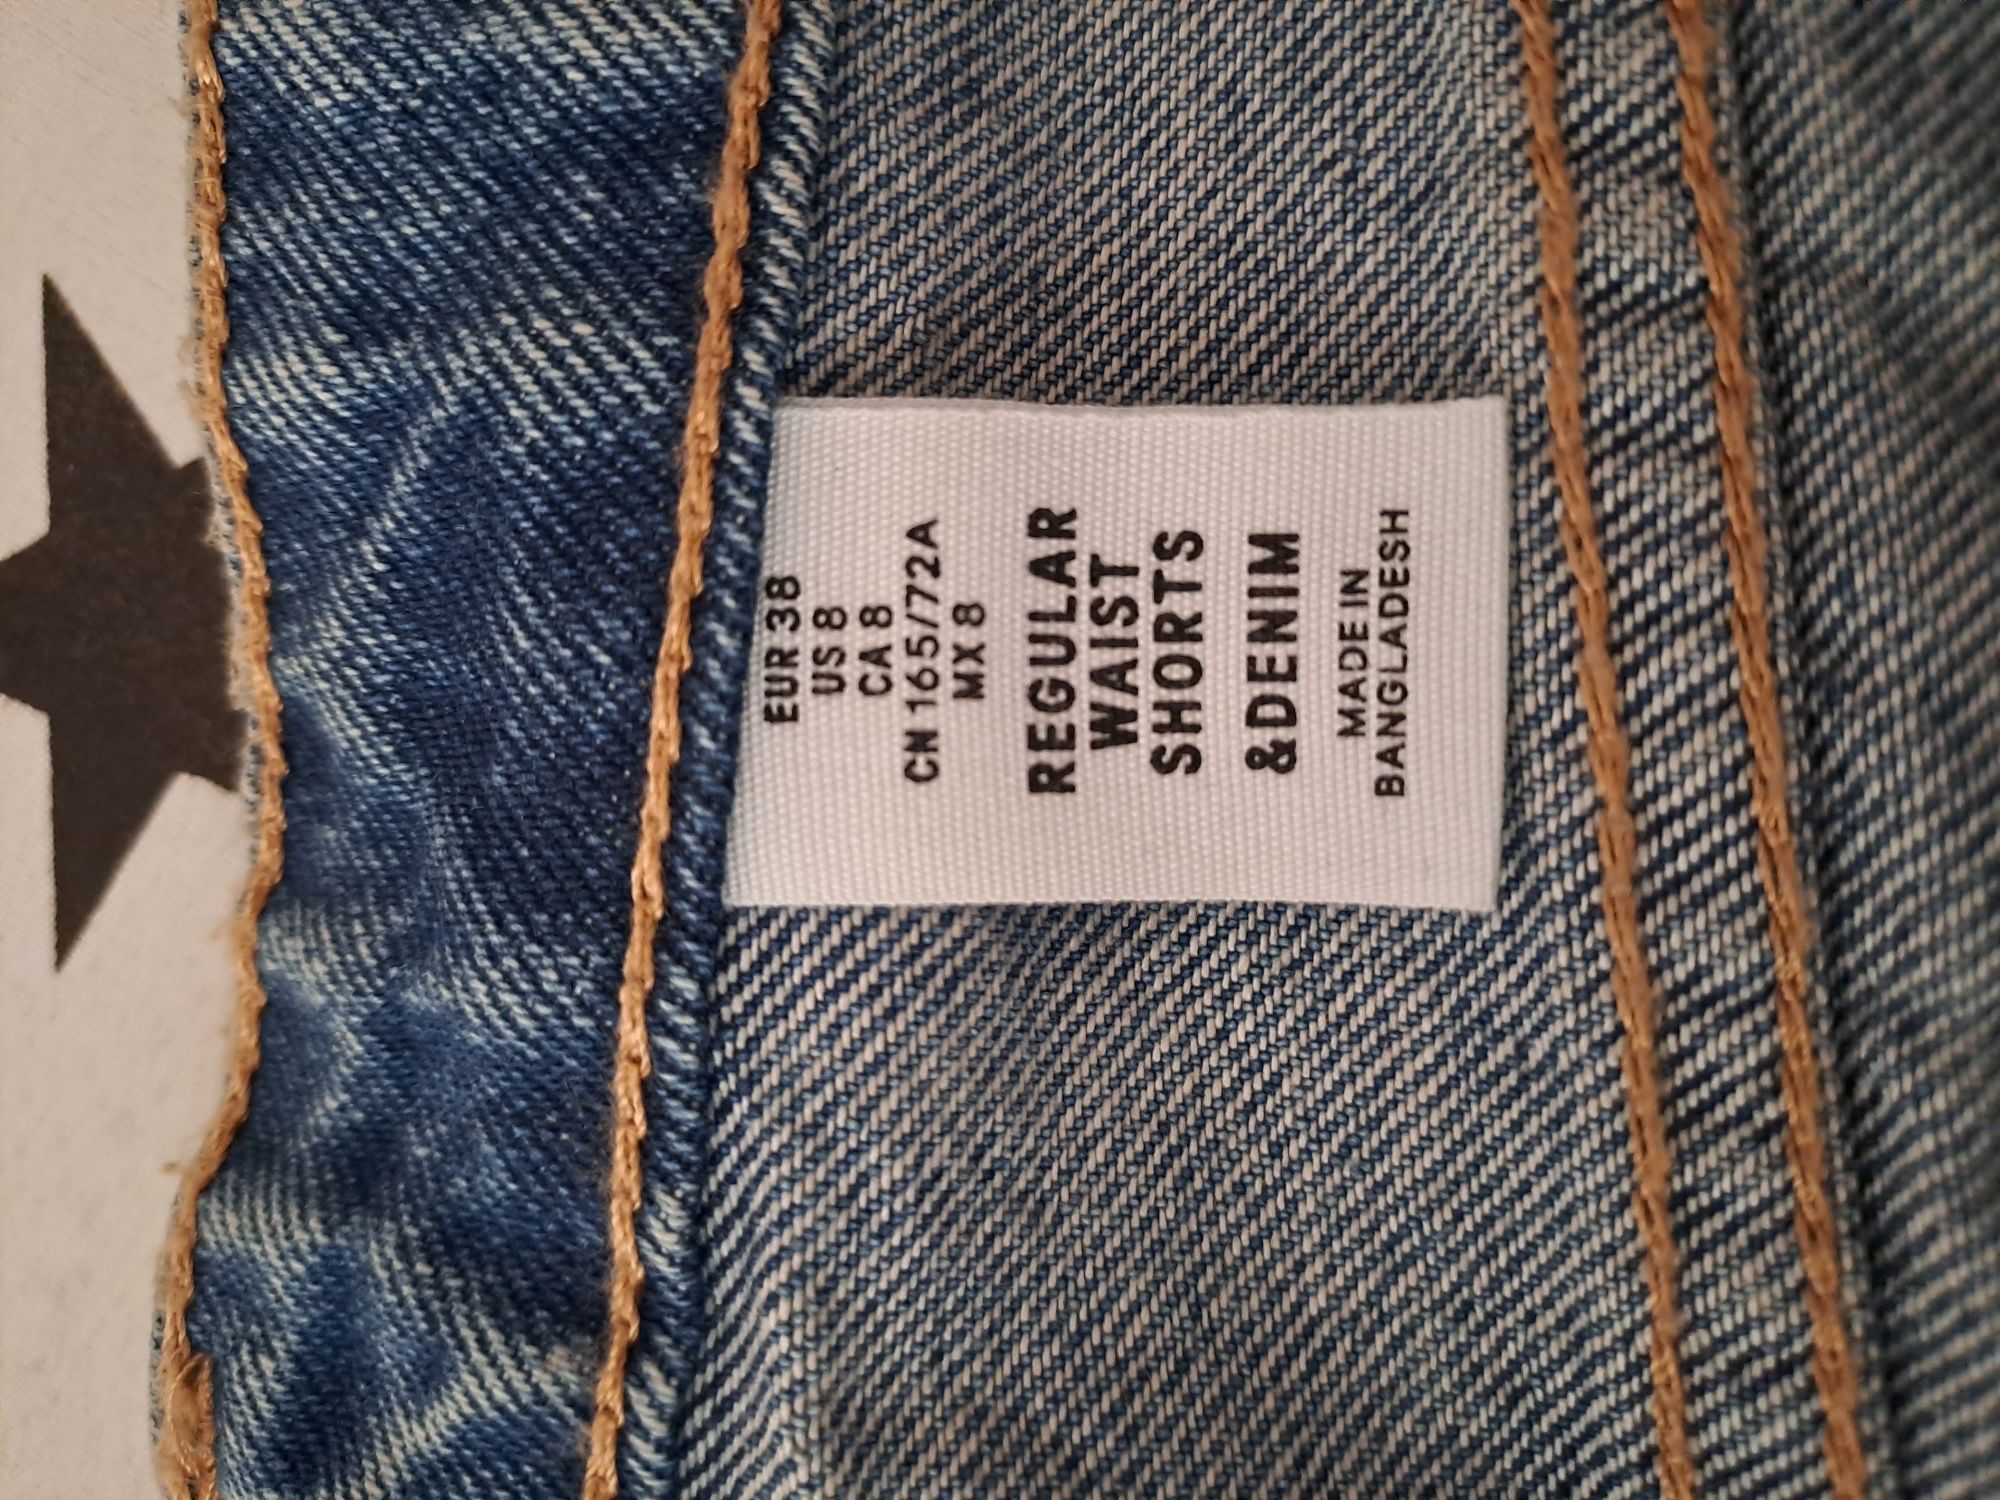 EUR 38
US 8
CA 8
CN 165/72A
MX 8
REGULAR
WAIST
SHORTS
&DENIM
MADE IN
BANGLADESH